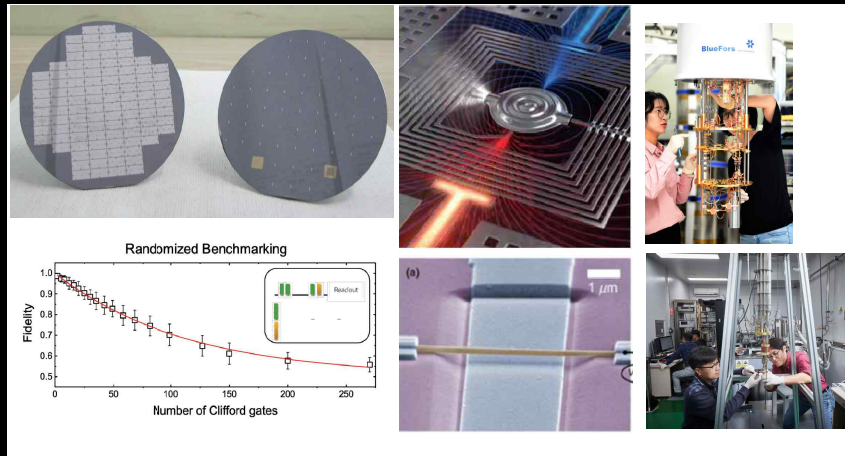 BlueFors
Randomized Benchmarking
Fidelity
1.0
0.9
0.8
0.7
0.6
0.5
Readout
0 50 100 150 200 250
Number of Clifford gates
(a)
1 μm